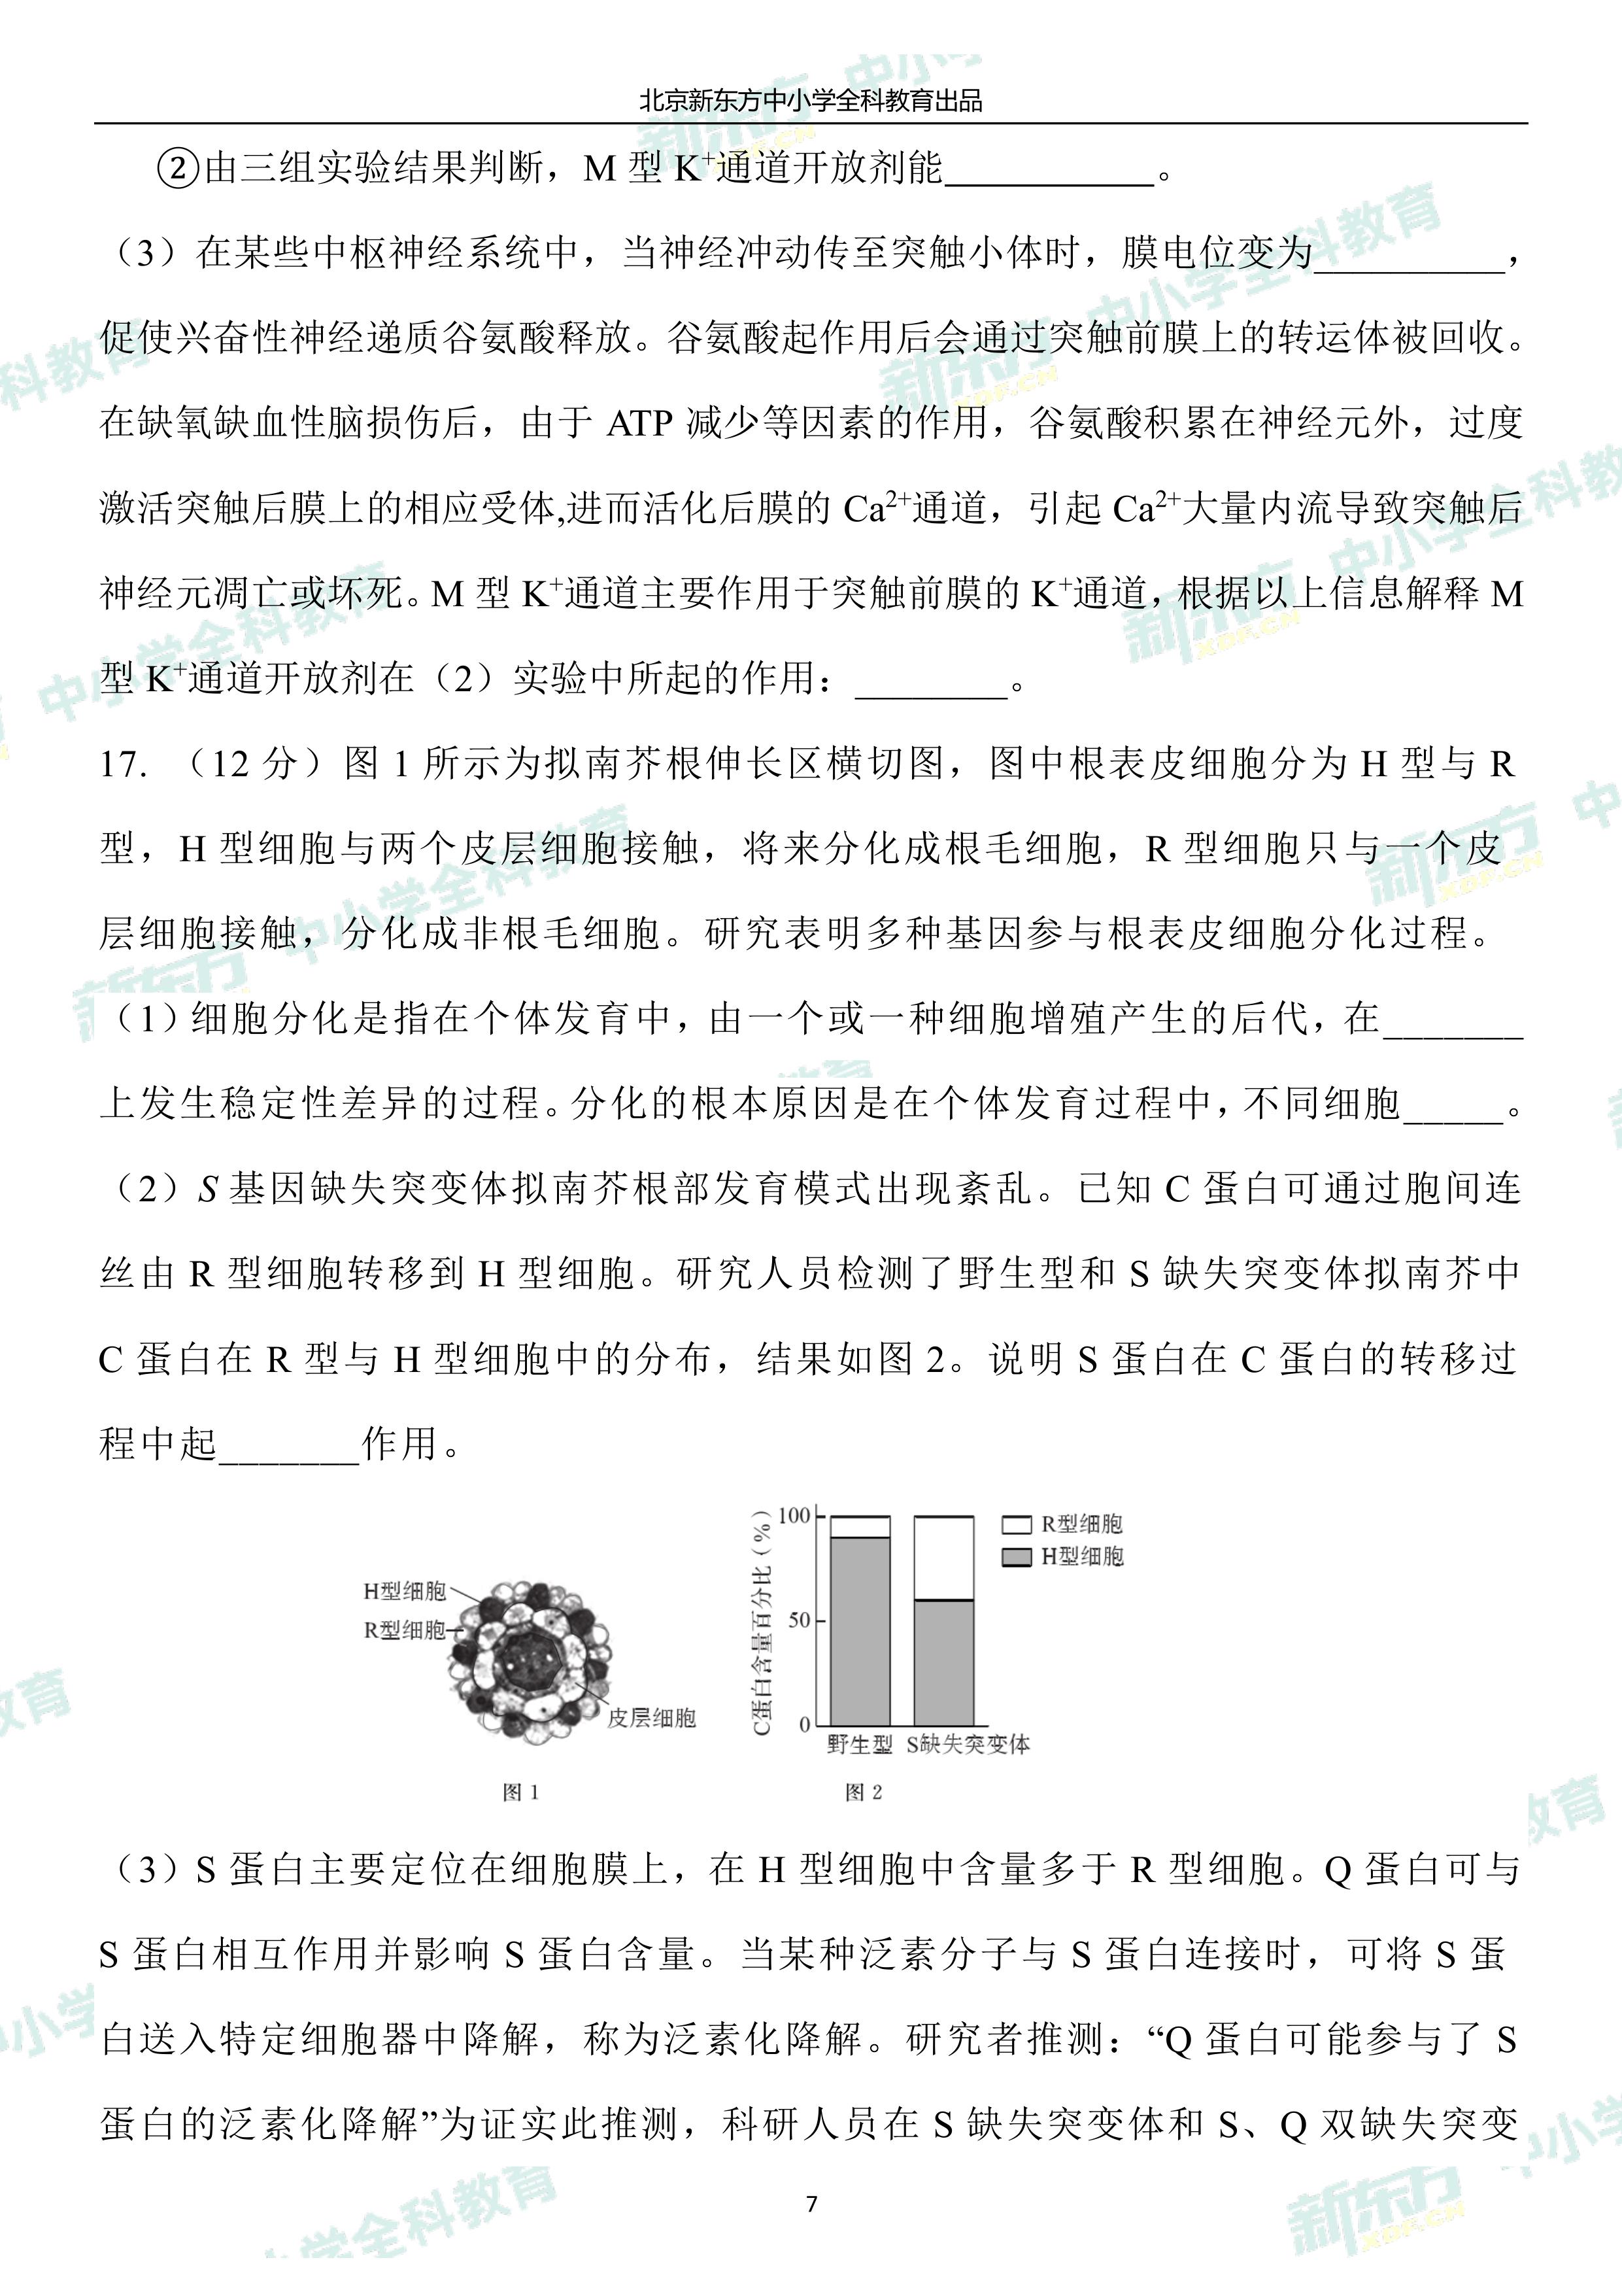 北京新东方中小学全科教育出品
②由三组实验结果判断，M 型 K⁺通道开放剂能___________。
（3）在某些中枢神经系统中，当神经冲动传至突触小体时，膜电位变为__________，
促使兴奋性神经递质谷氨酸释放。谷氨酸起作用后会通过突触前膜上的转运体被回收。
在缺氧缺血性脑损伤后，由于 ATP 减少等因素的作用，谷氨酸积累在神经元外，过度
激活突触后膜上的相应受体,进而活化后膜的 Ca²⁺通道，引起 Ca²⁺大量内流导致突触后
神经元凋亡或坏死。M 型 K⁺通道主要作用于突触前膜的 K⁺通道，根据以上信息解释 M
型 K⁺通道开放剂在（2）实验中所起的作用：________。
17. （12 分）图 1 所示为拟南芥根伸长区横切图，图中根表皮细胞分为 H 型与 R
型，H 型细胞与两个皮层细胞接触，将来分化成根毛细胞，R 型细胞只与一个皮
层细胞接触，分化成非根毛细胞。研究表明多种基因参与根表皮细胞分化过程。
（1）细胞分化是指在个体发育中，由一个或一种细胞增殖产生的后代，在_______
上发生稳定性差异的过程。分化的根本原因是在个体发育过程中，不同细胞_____。
（2）S 基因缺失突变体拟南芥根部发育模式出现紊乱。已知 C 蛋白可通过胞间连
丝由 R 型细胞转移到 H 型细胞。研究人员检测了野生型和 S 缺失突变体拟南芥中
C 蛋白在 R 型与 H 型细胞中的分布，结果如图 2。说明 S 蛋白在 C 蛋白的转移过
程中起_______作用。
H型细胞
R型细胞
皮层细胞
图 1
C蛋白含量百分比（%）
100
50
0
野生型 S缺失突变体
R型细胞
H型细胞
图 2
（3）S 蛋白主要定位在细胞膜上，在 H 型细胞中含量多于 R 型细胞。Q 蛋白可与
S 蛋白相互作用并影响 S 蛋白含量。当某种泛素分子与 S 蛋白连接时，可将 S 蛋
白送入特定细胞器中降解，称为泛素化降解。研究者推测：“Q 蛋白可能参与了 S
蛋白的泛素化降解”为证实此推测，科研人员在 S 缺失突变体和 S、Q 双缺失突变
7
新东方 XDF.CN 中小学全科教育